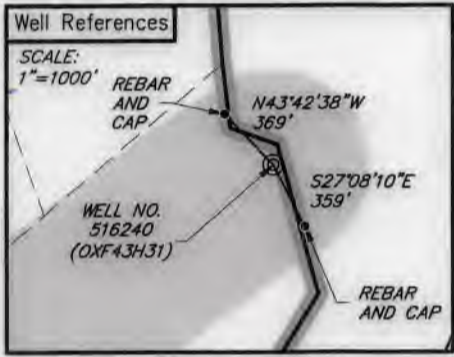 Well References
SCALE:
1"=1000'
REBAR
AND
CAP
N43°42'38"W
369'
S27°08'10"E
359'
WELL NO.
516240
(OXF43H31)
REBAR
AND CAP